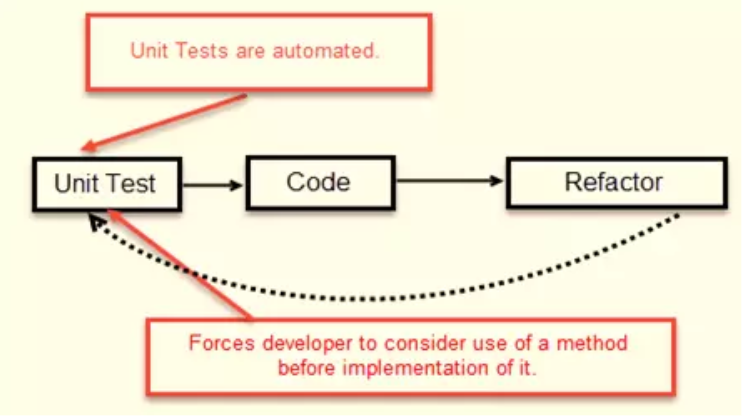 Unit Tests are automated.
Unit Test
Code
Refactor
Forces developer to consider use of a method
before implementation of it.